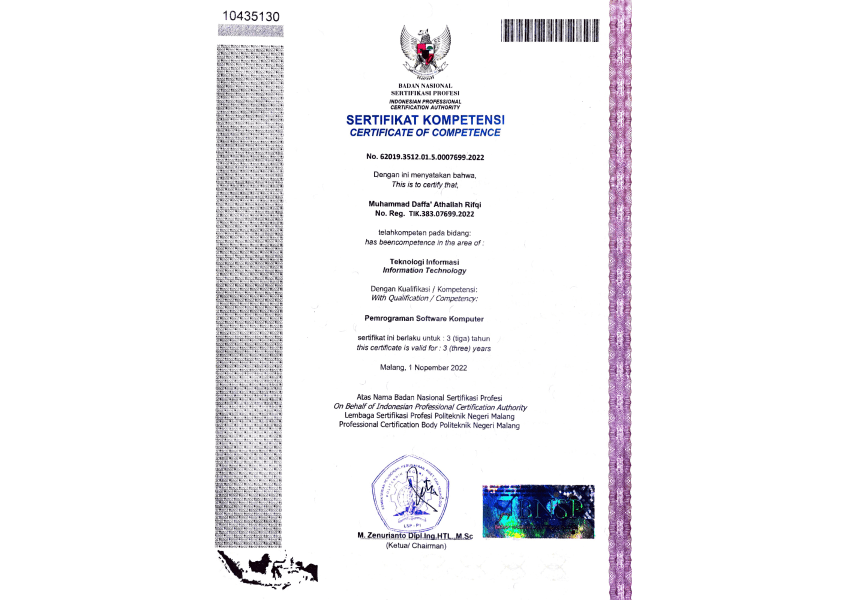 10435130
BADAN NASIONAL
SERTIFIKASI PROFESI
INDONESIAN PROFESSIONAL
CERTIFICATION AUTHORITY
SERTIFIKAT KOMPETENSI
CERTIFICATE OF COMPETENCE
No. 62019.3512.01.5.0007699.2022
Dengan ini menyatakan bahwa,
This is to certify that,
Muhammad Daffa' Athallah Rifqi
No. Reg. TIK.383.07699.2022
telahkompeten pada bidang:
has beencompetence in the area of :
Teknologi Informasi
Information Technology
Dengan Kualifikasi / Kompetensi:
With Qualification / Competency:
Pemrograman Software Komputer
sertifikat ini berlaku untuk : 3 (tiga) tahun
this certificate is valid for : 3 (three) years
Malang, 1 Nopember 2022
Atas Nama Badan Nasional Sertifikasi Profesi
On Behalf of Indonesian Professional Certification Authority
Lembaga Sertifikasi Profesi Politeknik Negeri Malang
Professional Certification Body Politeknik Negeri Malang
LSP-P1
BNSP
M. Zenurianto Dipl.Ing.HTL.,M.Sc
(Ketua/ Chairman)